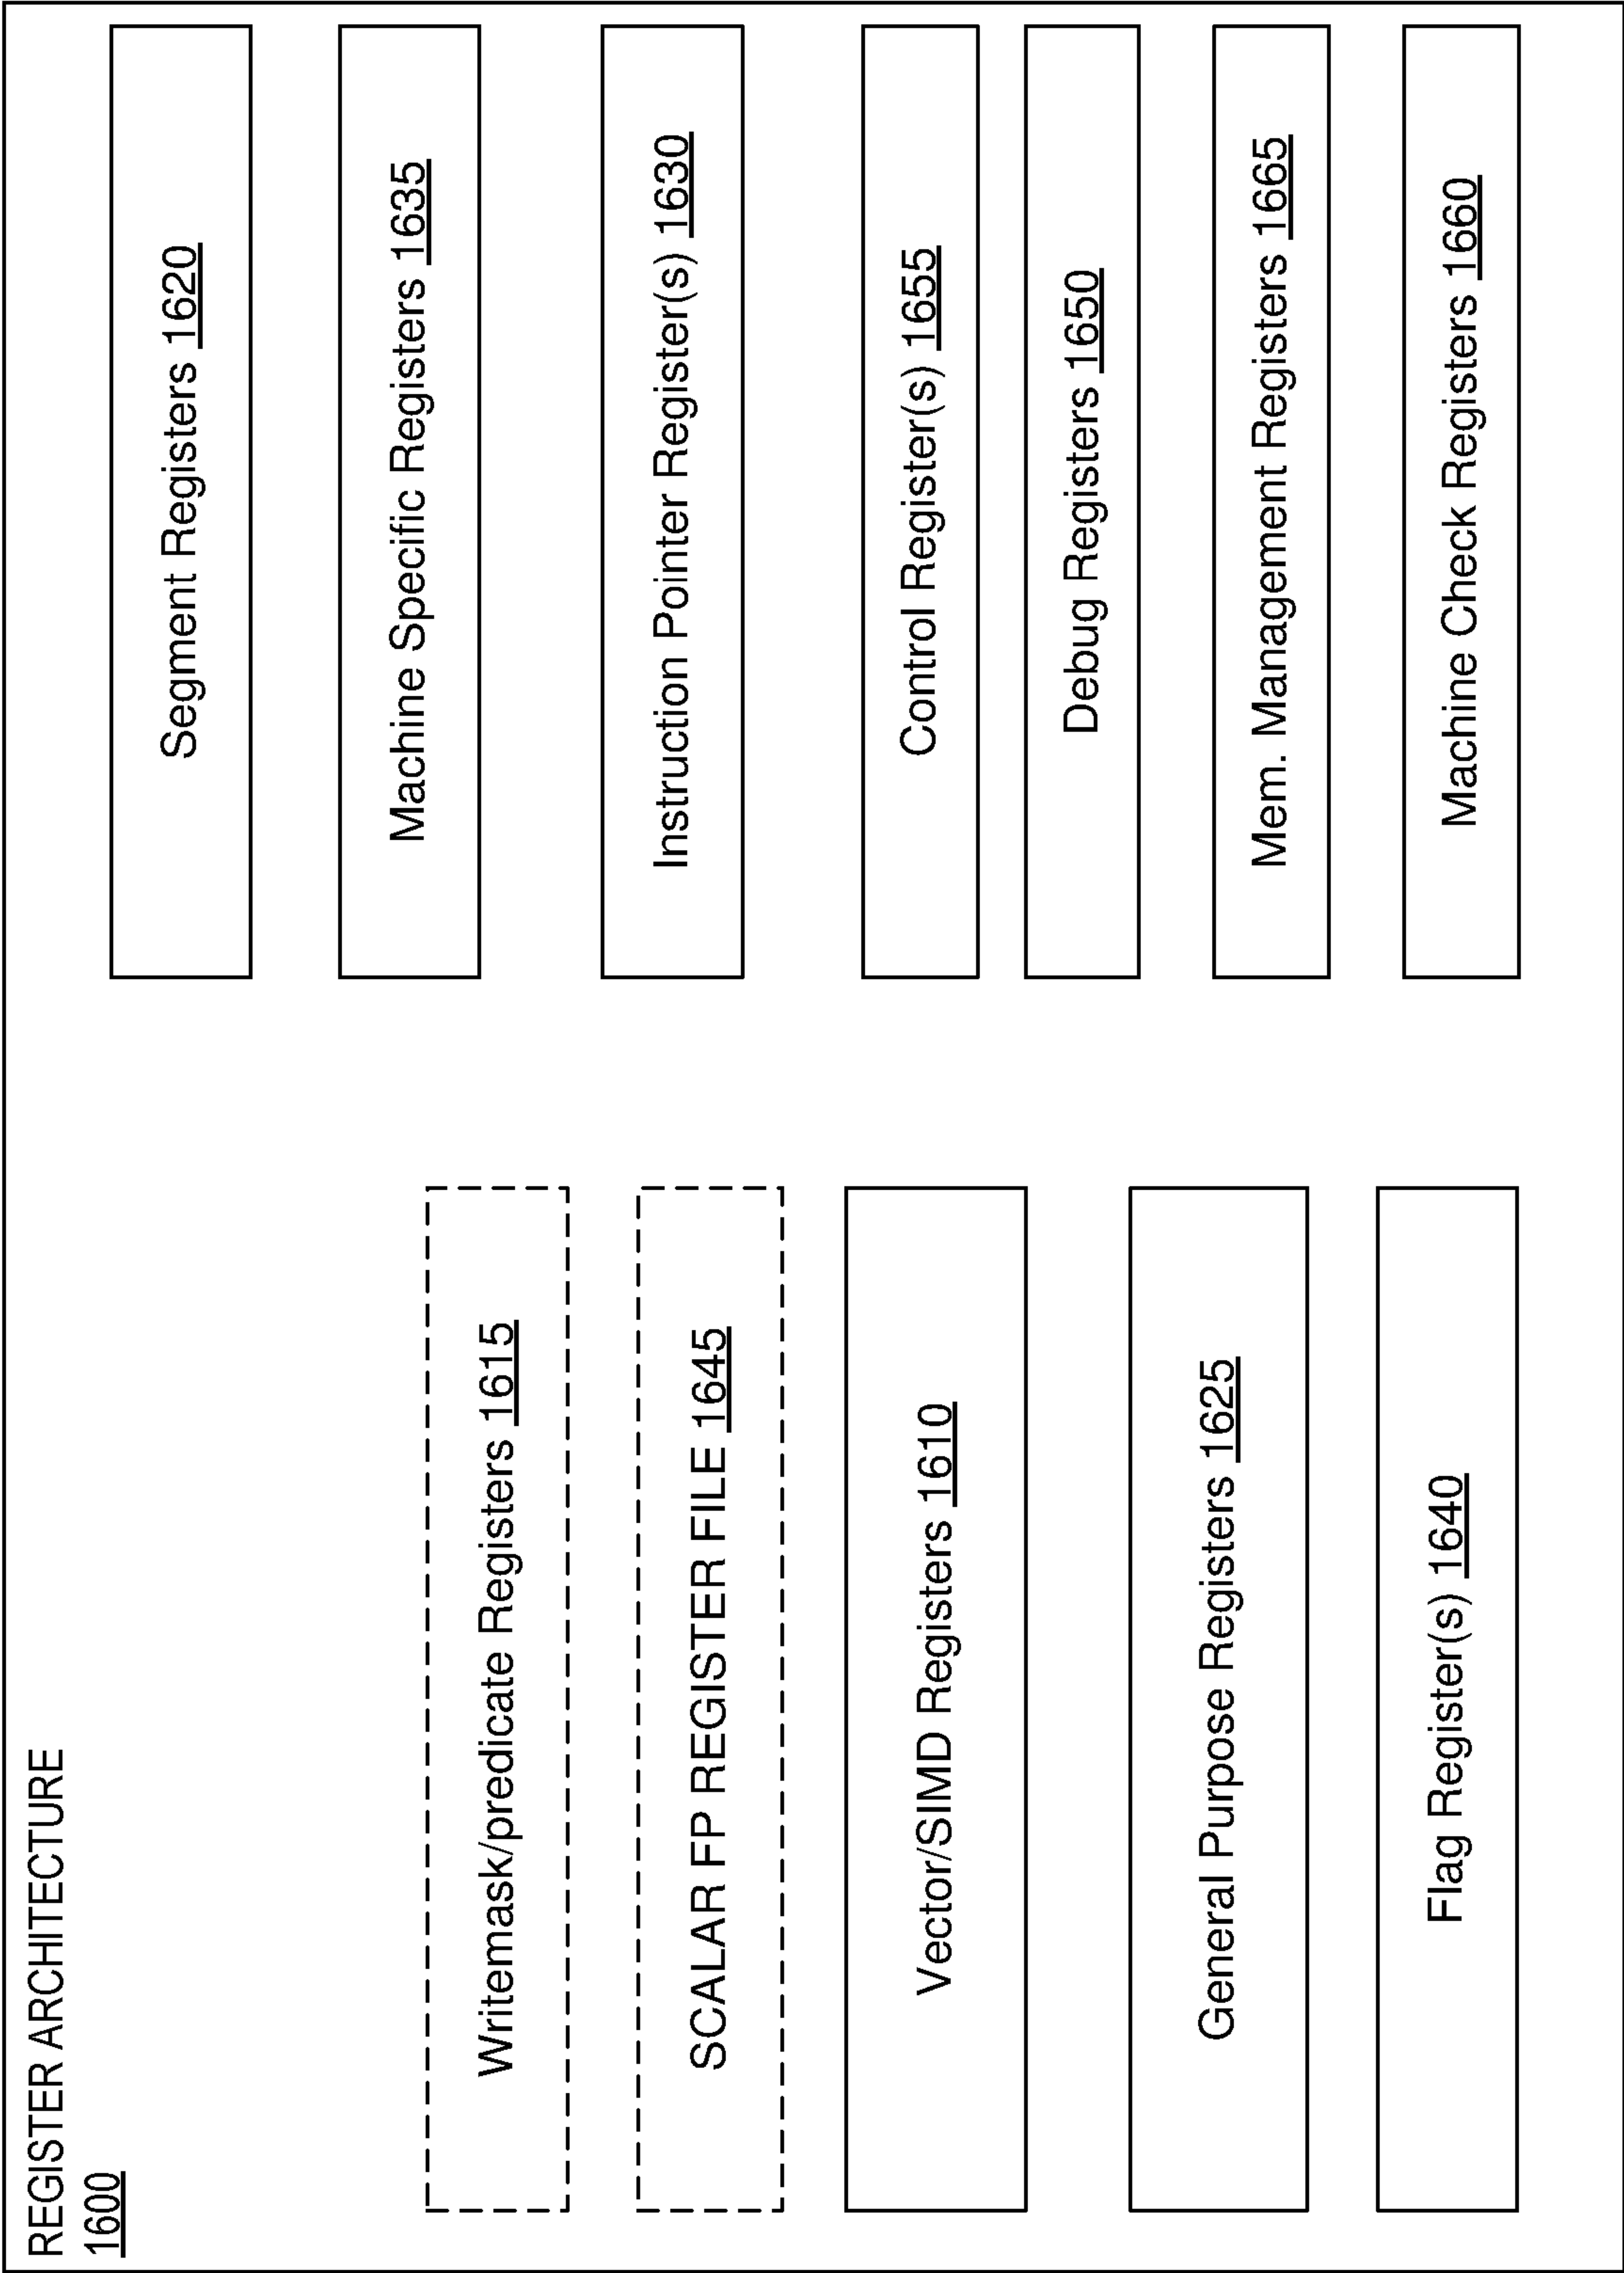 REGISTER ARCHITECTURE
1600
Writemask/predicate Registers 1615
SCALAR FP REGISTER FILE 1645
Vector/SIMD Registers 1610
General Purpose Registers 1625
Flag Register(s) 1640
Segment Registers 1620
Machine Specific Registers 1635
Instruction Pointer Register(s) 1630
Control Register(s) 1655
Debug Registers 1650
Mem. Management Registers 1665
Machine Check Registers 1660